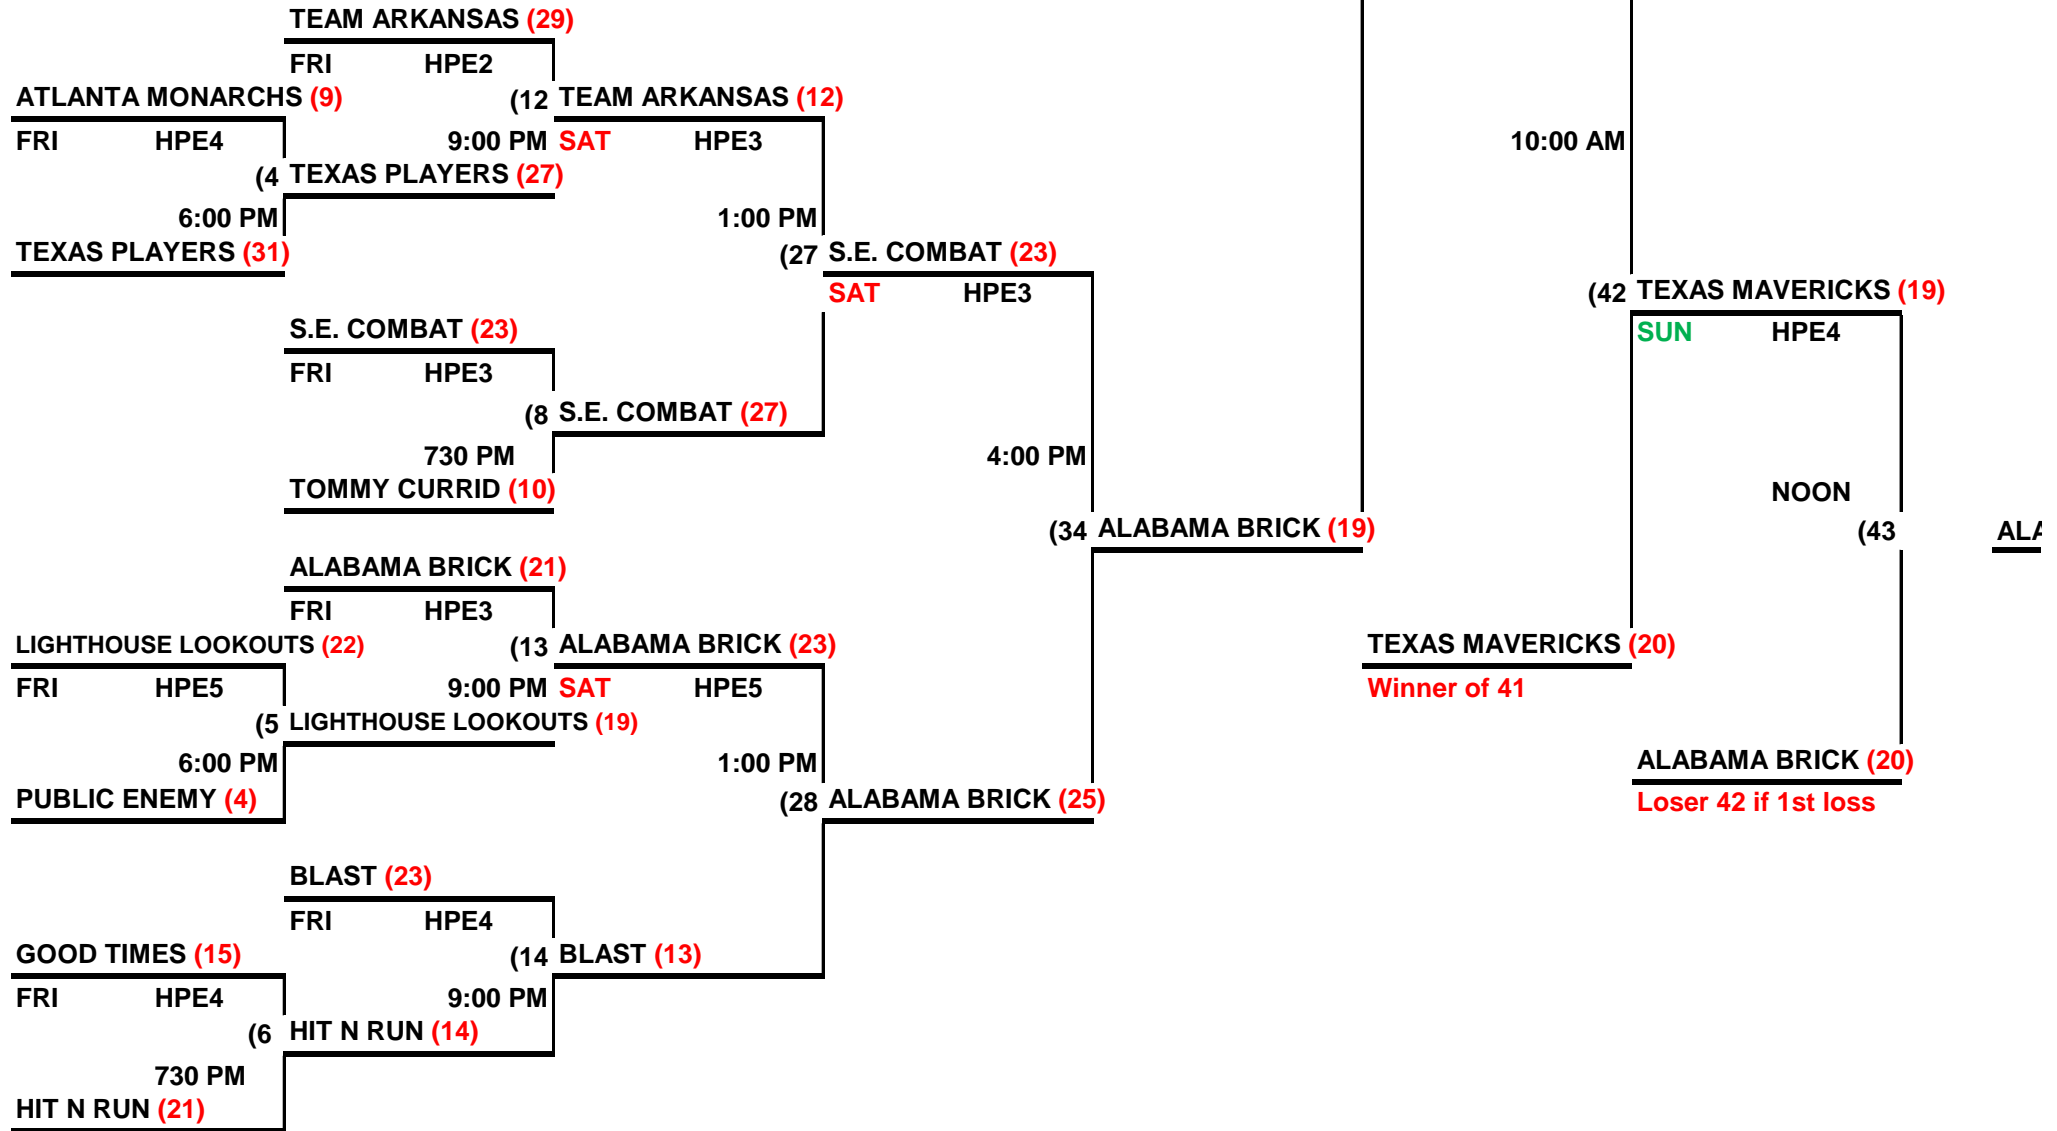 TEAM ARKANSAS (29)
FRI HPE2
ATLANTA MONARCHS (9) (12 TEAM ARKANSAS (12)
FRI HPE4 9:00 PM SAT HPE3 10:00 AM
(4 TEXAS PLAYERS (27)
6:00 PM 1:00 PM
TEXAS PLAYERS (31) (27 S.E. COMBAT (23)
SAT HPE3 (42 TEXAS MAVERICKS (19)
S.E. COMBAT (23) SUN HPE4
FRI HPE3
(8 S.E. COMBAT (27)
730 PM 4:00 PM
TOMMY CURRID (10) NOON
(34 ALABAMA BRICK (19) (43 ALA
ALABAMA BRICK (21)
FRI HPE3
LIGHTHOUSE LOOKOUTS (22) (13 ALABAMA BRICK (23) TEXAS MAVERICKS (20)
FRI HPE5 9:00 PM SAT HPE5 Winner of 41
(5 LIGHTHOUSE LOOKOUTS (19)
6:00 PM 1:00 PM ALABAMA BRICK (20)
PUBLIC ENEMY (4) (28 ALABAMA BRICK (25) Loser 42 if 1st loss
BLAST (23)
FRI HPE4
GOOD TIMES (15) (14 BLAST (13)
FRI HPE4 9:00 PM
(6 HIT N RUN (14)
730 PM
HIT N RUN (21)